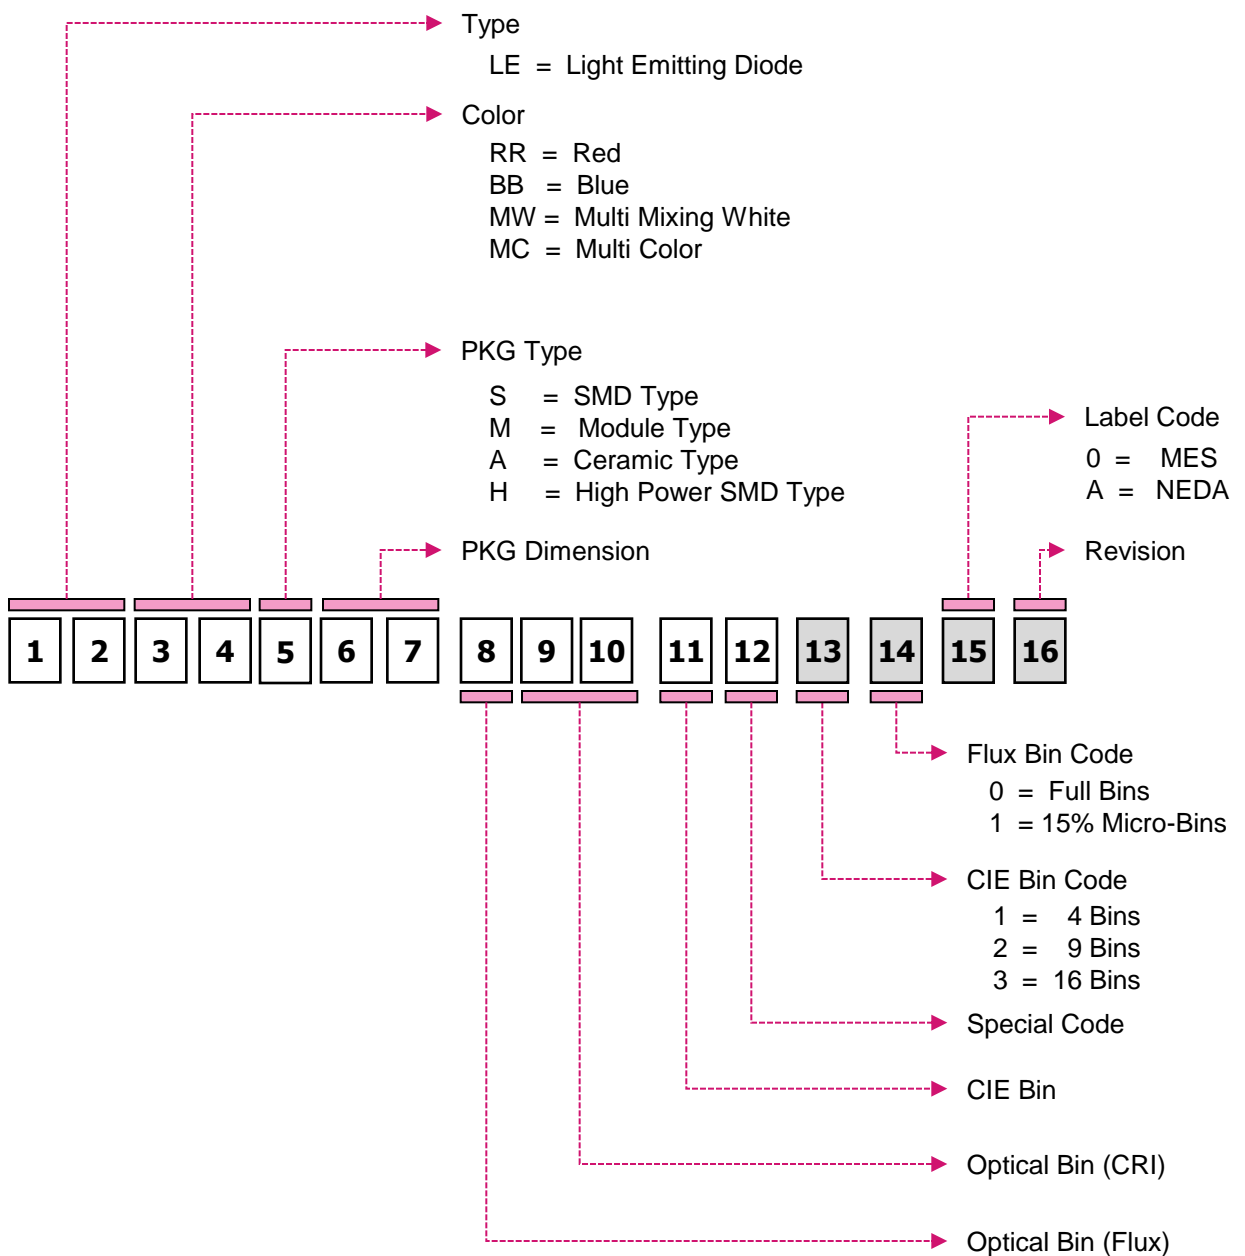 Type
LE = Light Emitting Diode
Color
RR = Red
BB = Blue
MW = Multi Mixing White
MC = Multi Color
PKG Type
S = SMD Type
M = Module Type
A = Ceramic Type
H = High Power SMD Type
Label Code
0 = MES
A = NEDA
PKG Dimension
Revision
1 2 3 4 5 6 7 8 9 10 11 12 13 14 15 16
Flux Bin Code
0 = Full Bins
1 = 15% Micro-Bins
CIE Bin Code
1 = 4 Bins
2 = 9 Bins
3 = 16 Bins
Special Code
CIE Bin
Optical Bin (CRI)
Optical Bin (Flux)